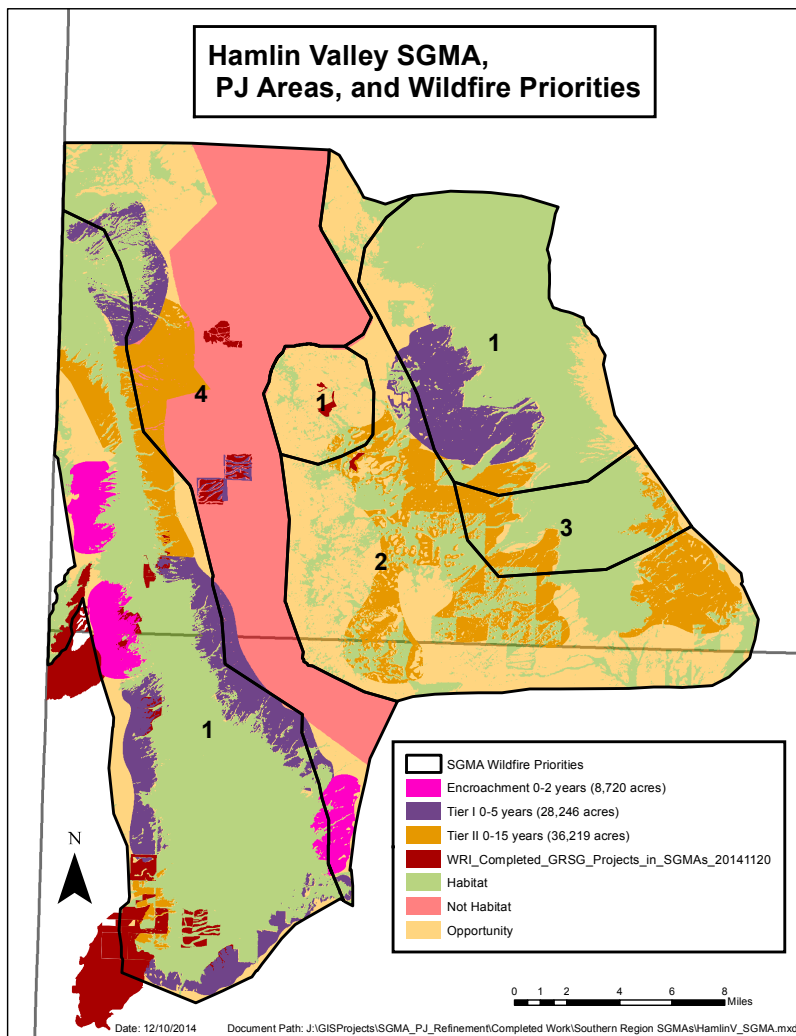 Hamlin Valley SGMA,
PJ Areas, and Wildfire Priorities
1
4
1
3
2
1
SGMA Wildfire Priorities
Encroachment 0-2 years (8,720 acres)
Tier I 0-5 years (28,246 acres)
Tier II 0-15 years (36,219 acres)
WRI_Completed_GRSG_Projects_in_SGMAs_20141120
Habitat
Not Habitat
Opportunity
N
0 1 2 4 6 8
Miles
Date: 12/10/2014 Document Path: J:\GISProjects\SGMA_PJ_Refinement\Completed Work\Southern Region SGMAs\HamlinV_SGMA.mxd